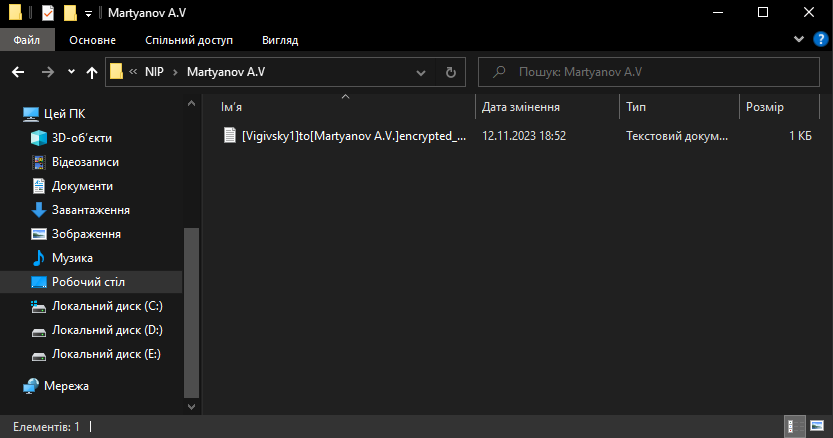 Martyanov A.V
Файл Основне Спільний доступ Вигляд
NIP Martyanov A.V
Пошук: Martyanov A.V
Цей ПК
3D-об'єкти
Відеозаписи
Документи
Завантаження
Зображення
Музика
Робочий стіл
Локальний диск (C:)
Локальний диск (D:)
Локальний диск (E:)
Мережа
Ім'я Дата змінення Тип Розмір
[Vigivsky1]to[Martyanov A.V.]encrypted_... 12.11.2023 18:52 Текстовий докум... 1 КБ
Елементів: 1